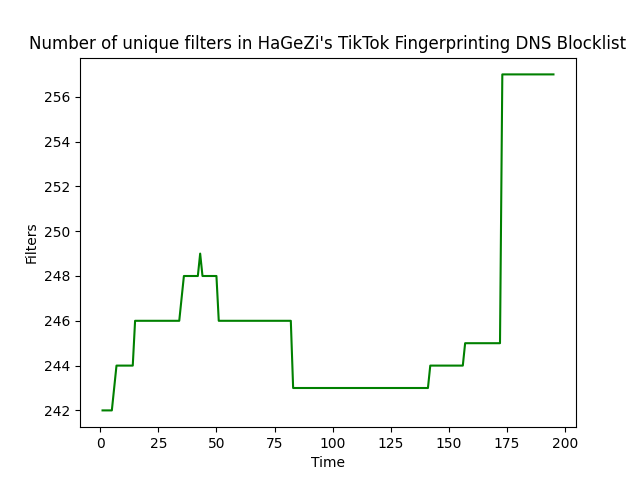 Number of unique filters in HaGeZi's TikTok Fingerprinting DNS Blocklist
256
254
252
250
248
246
244
242
Filters
0 25 50 75 100 125 150 175 200
Time